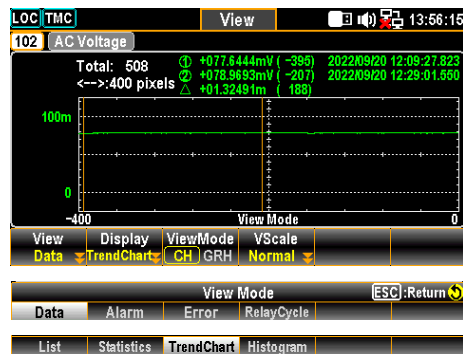 LOC TMC View 13:56:15
102 AC Voltage
Total: 508 ① +077.6444mV ( -395) 2022/09/20 12:09:27.823
<-->:400 pixels ② +078.9693mV ( -207) 2022/09/20 12:29:01.550
△ +01.32491m ( 188)
100m
0
-400 View Mode 0
View Display ViewMode VScale
Data TrendChart CH GRH Normal
View Mode ESC:Return
Data Alarm Error RelayCycle
List Statistics TrendChart Histogram